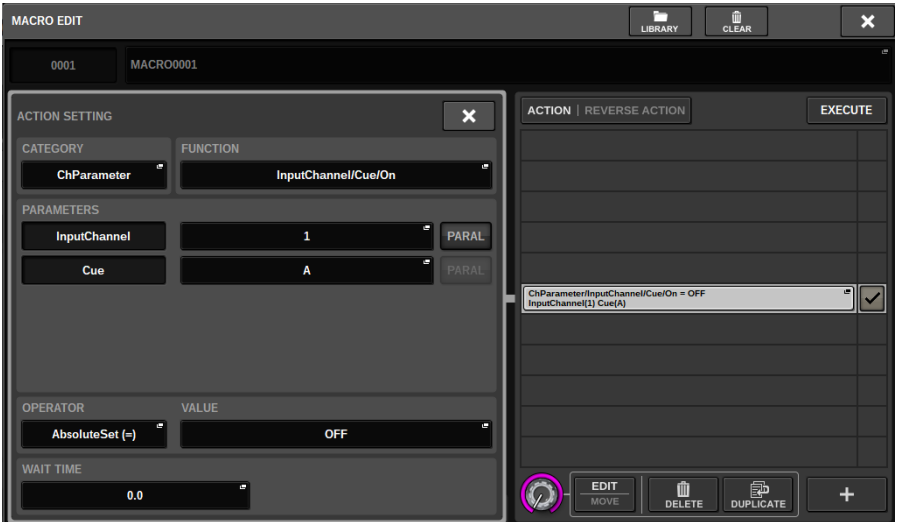 MACRO EDIT
LIBRARY
CLEAR
0001
MACRO0001
ACTION SETTING
CATEGORY
FUNCTION
ChParameter
InputChannel/Cue/On
PARAMETERS
InputChannel
1
PARAL
Cue
A
PARAL
OPERATOR
VALUE
AbsoluteSet (=)
OFF
WAIT TIME
0.0
ACTION | REVERSE ACTION
EXECUTE
ChParameter/InputChannel/Cue/On = OFF
InputChannel(1) Cue(A)
EDIT
MOVE
DELETE
DUPLICATE
+